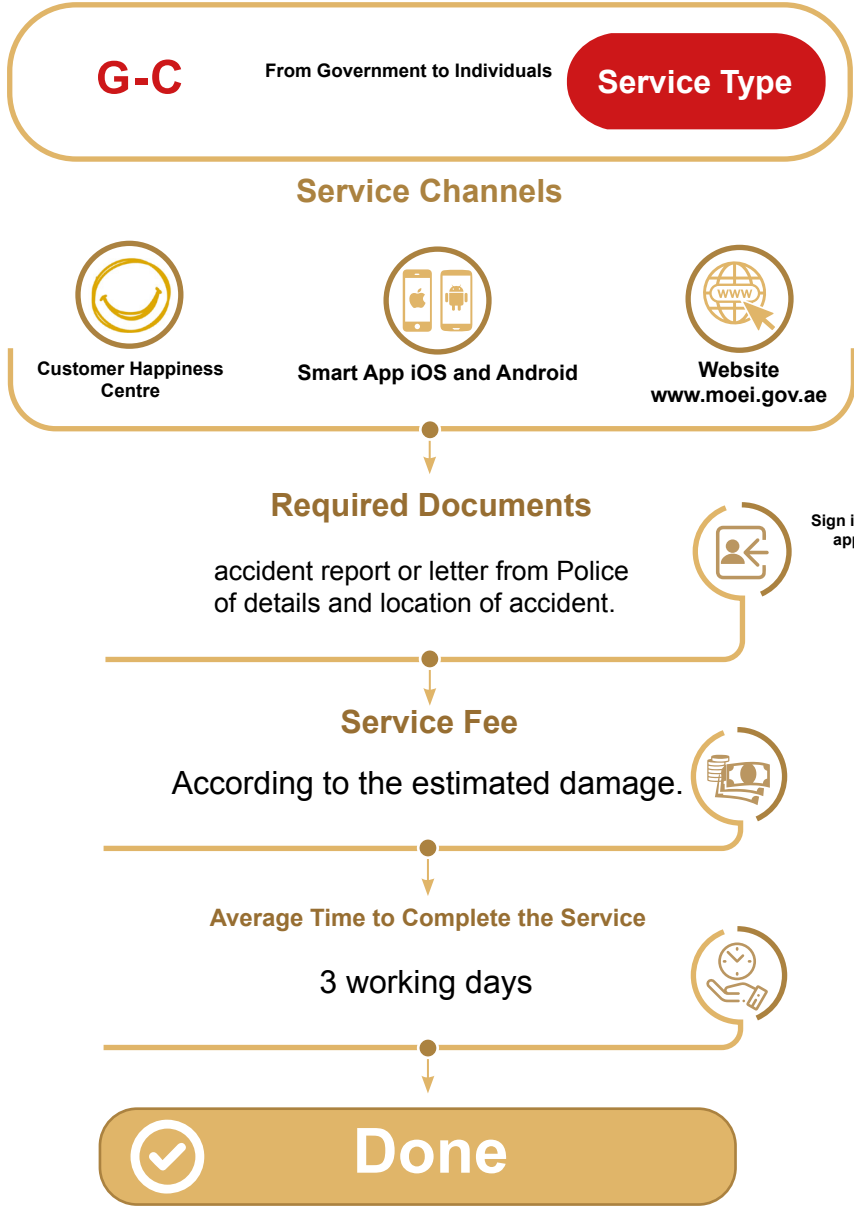 G-C
From Government to Individuals
Service Type
Service Channels
Customer Happiness
Centre
Smart App iOS and Android
www
Website
www.moei.gov.ae
Required Documents
accident report or letter from Police
of details and location of accident.
Sign
Service Fee
According to the estimated damage.
Average Time to Complete the Service
3 working days
Done